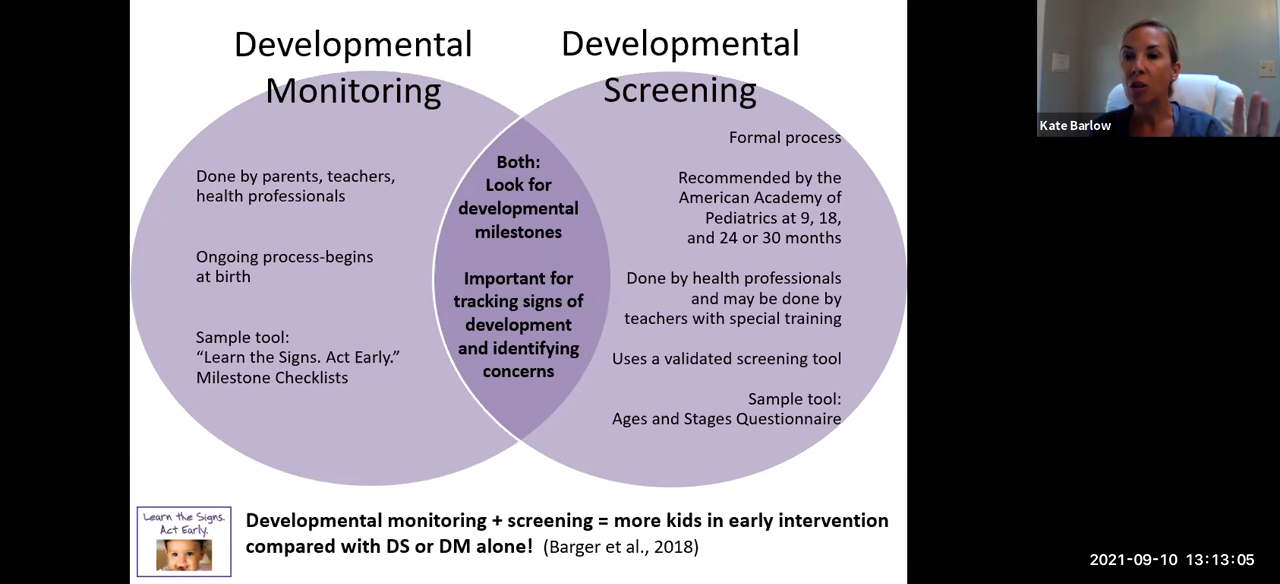 Developmental
Monitoring
Developmental
Screening
Done by parents, teachers,
health professionals
Ongoing process-begins
at birth
Sample tool:
“Learn the Signs. Act Early.”
Milestone Checklists
Both:
Look for
developmental
milestones
Important for
tracking signs of
development
and identifying
concerns
Formal process
Recommended by the
American Academy of
Pediatrics at 9, 18,
and 24 or 30 months
Done by health professionals
and may be done by
teachers with special training
Uses a validated screening tool
Sample tool:
Ages and Stages Questionnaire
Learn the Signs.
Act Early.
Developmental monitoring + screening = more kids in early intervention
compared with DS or DM alone! (Barger et al., 2018)
Kate Barlow
2021-09-10 13:13:05